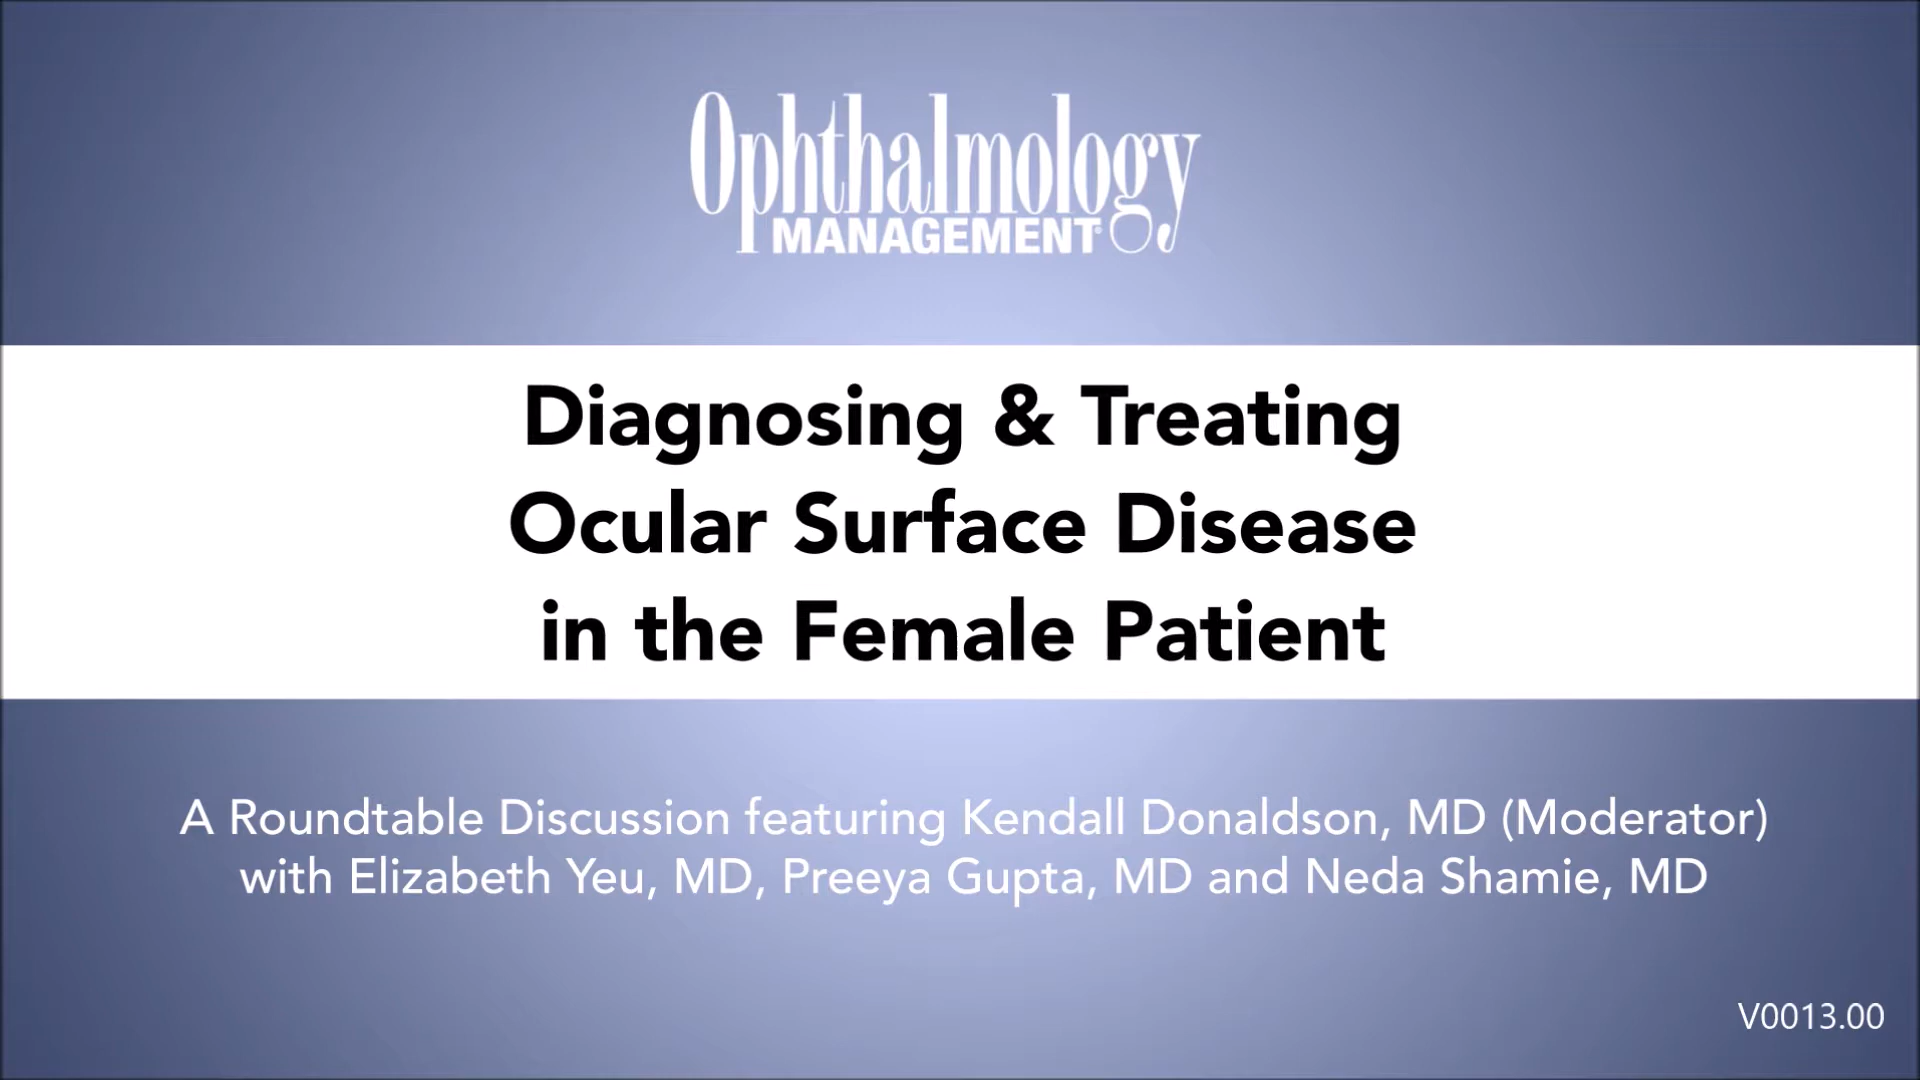 Ophthalmology
MANAGEMENT®
Diagnosing & Treating
Ocular Surface Disease
in the Female Patient
A Roundtable Discussion featuring Kendall Donaldson, MD (Moderator)
with Elizabeth Yeu, MD, Preeya Gupta, MD and Neda Shamie, MD
V0013.00